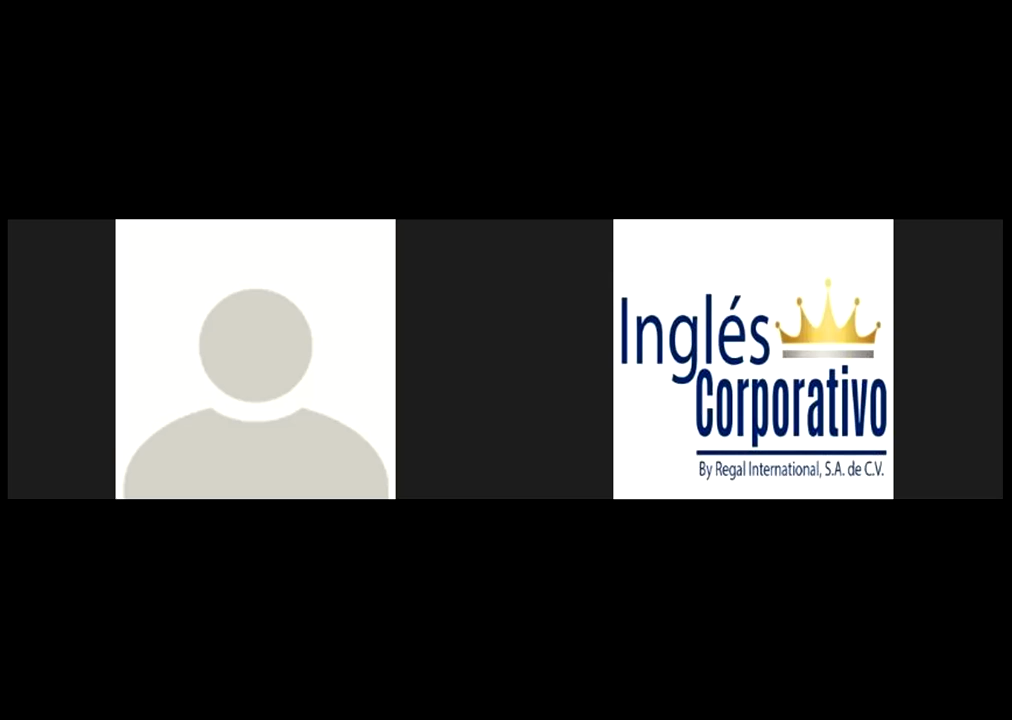 Inglés
Corporativo
By Regal International, S.A. de C.V.